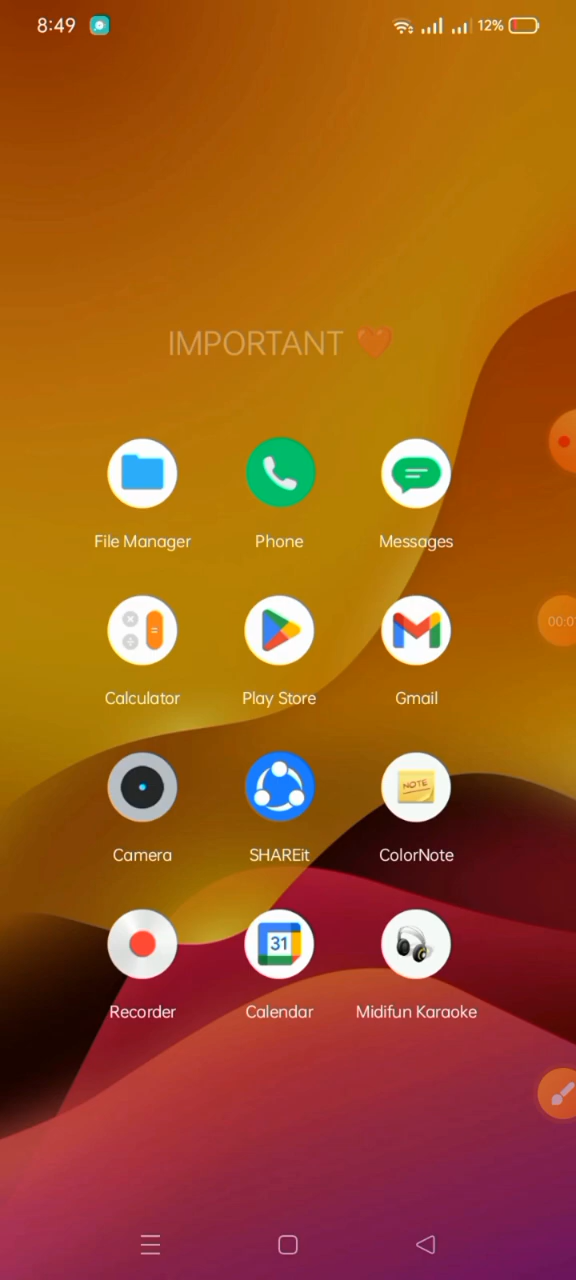 8:49 12%
IMPORTANT 🧡
File Manager Phone Messages
Calculator Play Store Gmail
NOTE
Camera SHAREit ColorNote
31
Recorder Calendar Midifun Karaoke